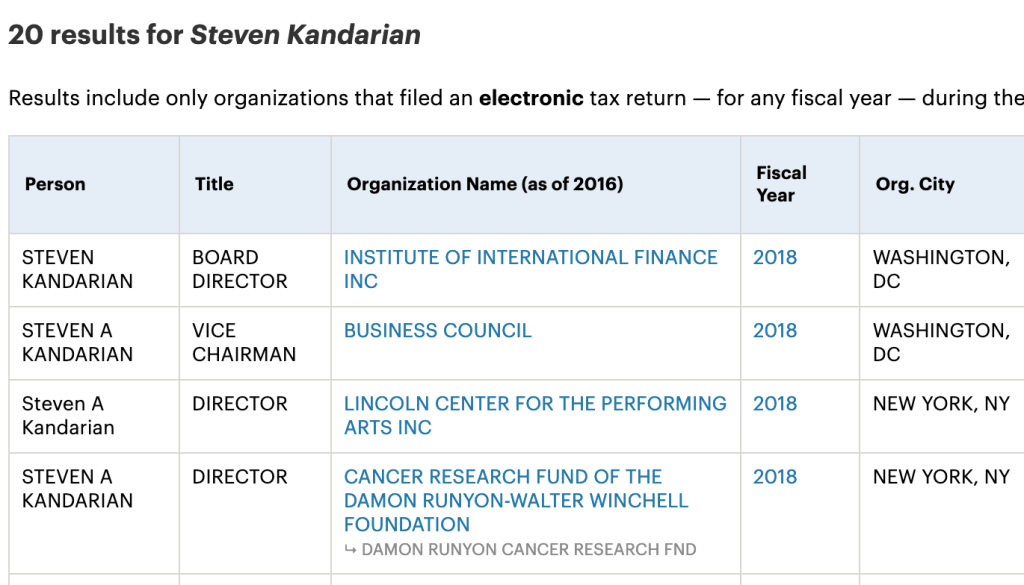 20 results for Steven Kandarian
Results include only organizations that filed an electronic tax return — for any fiscal year — during the
Person Title Organization Name (as of 2016) Fiscal Year Org. City
STEVEN KANDARIAN BOARD DIRECTOR INSTITUTE OF INTERNATIONAL FINANCE INC 2018 WASHINGTON, DC
STEVEN A KANDARIAN VICE CHAIRMAN BUSINESS COUNCIL 2018 WASHINGTON, DC
Steven A Kandarian DIRECTOR LINCOLN CENTER FOR THE PERFORMING ARTS INC 2018 NEW YORK, NY
STEVEN A KANDARIAN DIRECTOR CANCER RESEARCH FUND OF THE DAMON RUNYON-WALTER WINCHELL FOUNDATION 2018 NEW YORK, NY
↳ DAMON RUNYON CANCER RESEARCH FND